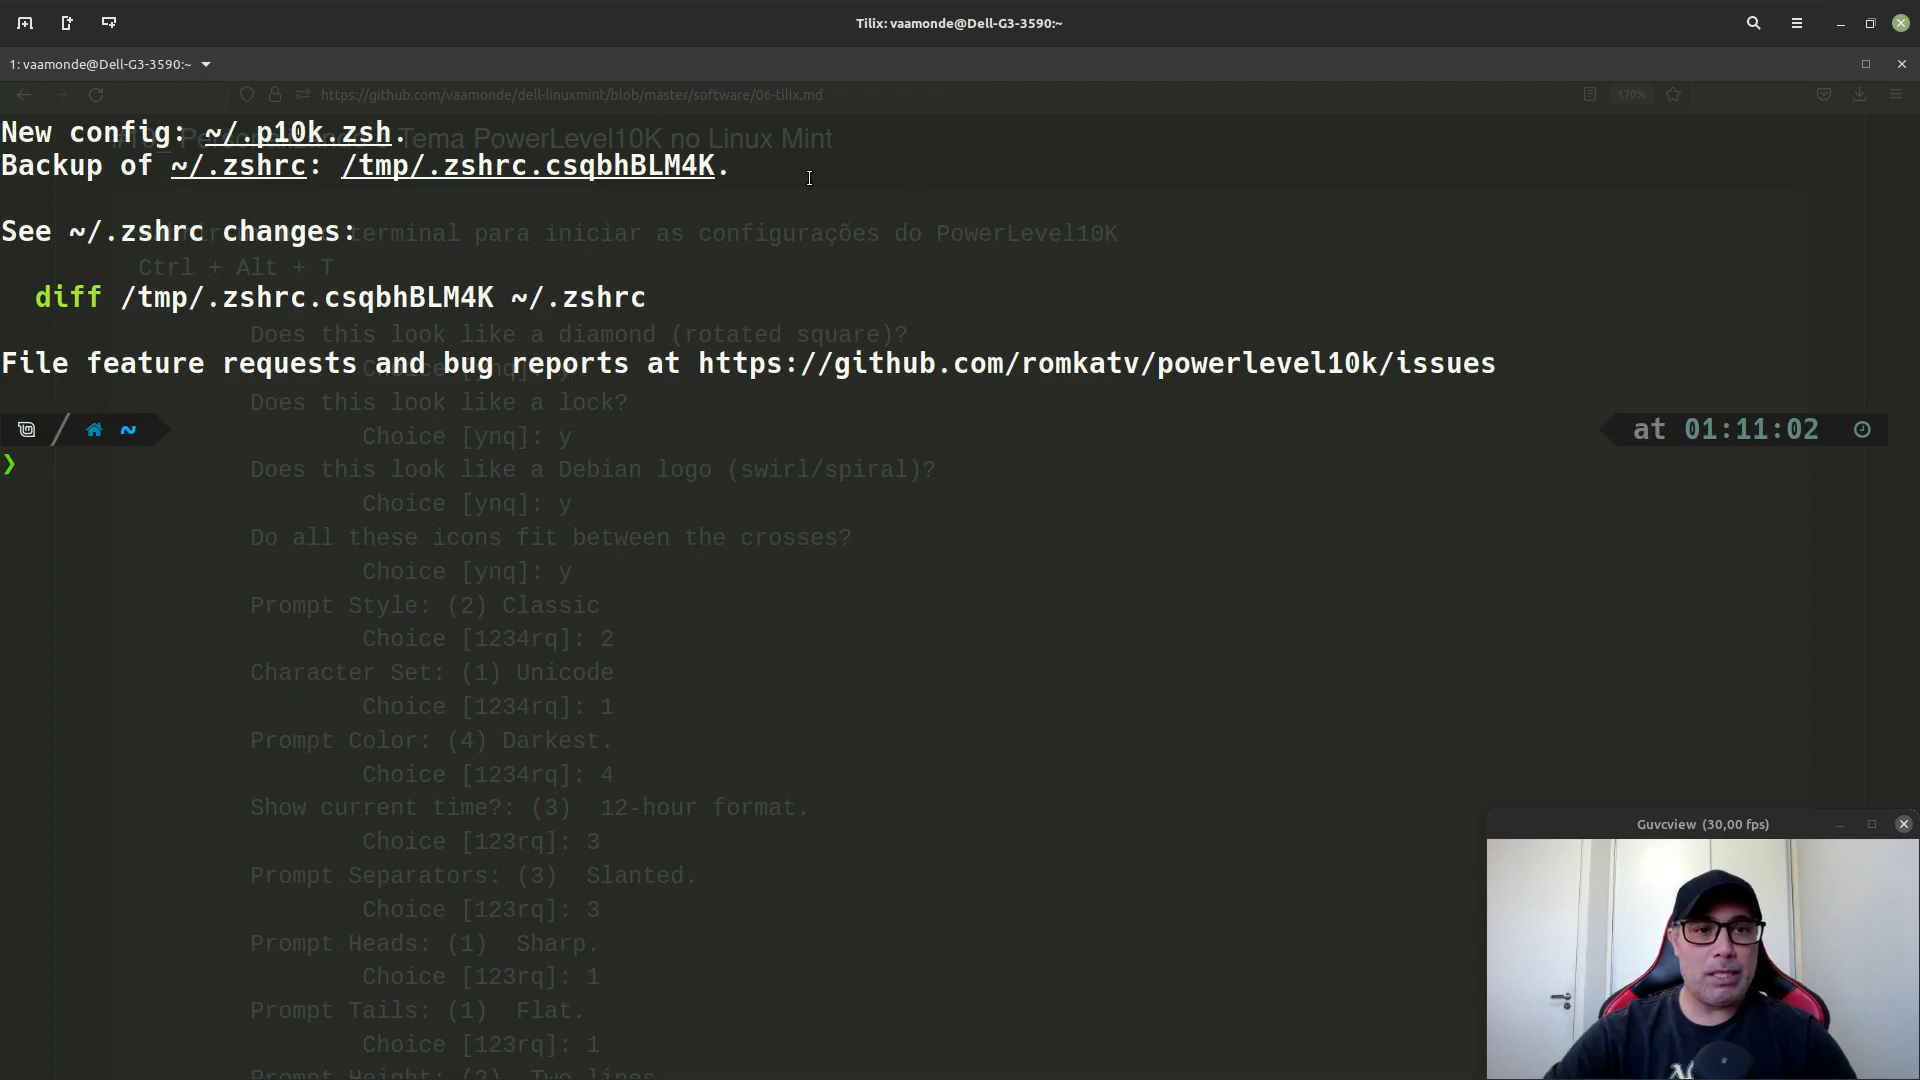 Tilix: vaamonde@Dell-G3-3590:~
1: vaamonde@Dell-G3-3590:~
https://github.com/vaamonde/dell-linuxmint/blob/master/software/06-tilix.md
170%
Tema PowerLevel10K no Linux Mint
New config: ~/.p10k.zsh.
Backup of ~/.zshrc: /tmp/.zshrc.csqbhBLM4K.
See ~/.zshrc changes:
terminal para iniciar as configurações do PowerLevel10K
Ctrl + Alt + T
diff /tmp/.zshrc.csqbhBLM4K ~/.zshrc
Does this look like a diamond (rotated square)?
File feature requests and bug reports at https://github.com/romkatv/powerlevel10k/issues
Choice [ynq]: y
Does this look like a lock?
~
at 01:11:02
Choice [ynq]: y
❯
Does this look like a Debian logo (swirl/spiral)?
Choice [ynq]: y
Do all these icons fit between the crosses?
Choice [ynq]: y
Prompt Style: (2) Classic
Choice [1234rq]: 2
Character Set: (1) Unicode
Choice [1234rq]: 1
Prompt Color: (4) Darkest.
Choice [1234rq]: 4
Show current time?: (3) 12-hour format.
Choice [123rq]: 3
Prompt Separators: (3) Slanted.
Choice [123rq]: 3
Prompt Heads: (1) Sharp.
Choice [123rq]: 1
Prompt Tails: (1) Flat.
Choice [123rq]: 1
Prompt Height: (2) Two lines
Guvcview (30,00 fps)